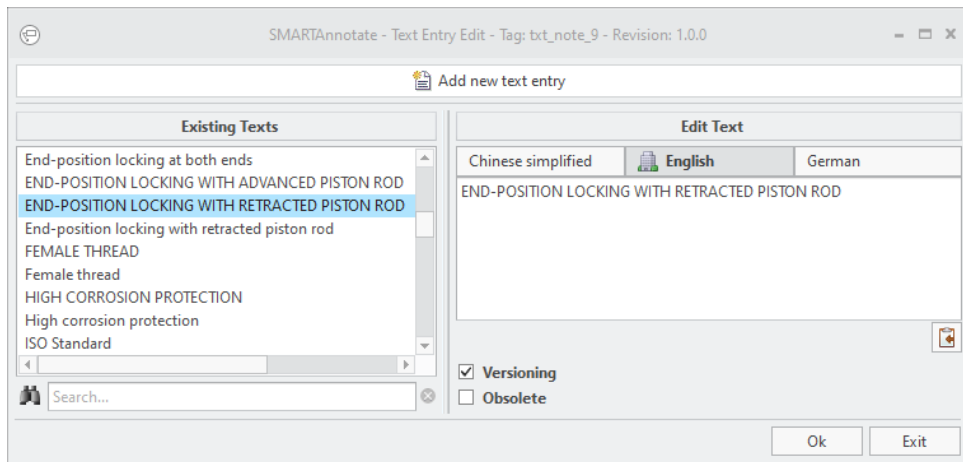 SMARTAnnotate - Text Entry Edit - Tag: txt_note_9 - Revision: 1.0.0
Add new text entry
Existing Texts
End-position locking at both ends
END-POSITION LOCKING WITH ADVANCED PISTON ROD
END-POSITION LOCKING WITH RETRACTED PISTON ROD
End-position locking with retracted piston rod
FEMALE THREAD
Female thread
HIGH CORROSION PROTECTION
High corrosion protection
ISO Standard
Search...
Edit Text
Chinese simplified English German
END-POSITION LOCKING WITH RETRACTED PISTON ROD
Versioning
Obsolete
Ok Exit